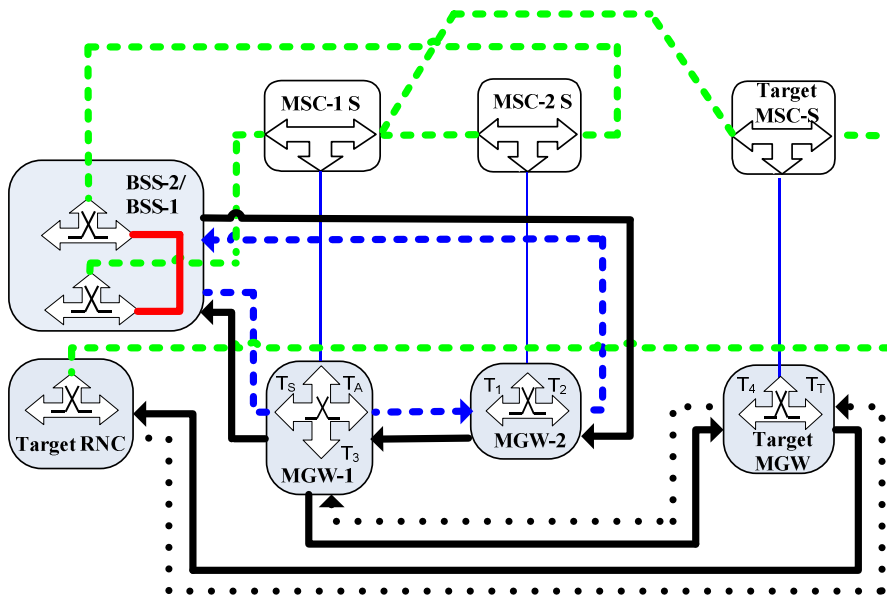 MSC-1 S
MSC-2 S
Target
MSC-S
BSS-2/
BSS-1
Target RNC
TS
TA
T3
MGW-1
T1
T2
MGW-2
T4
TT
Target
MGW